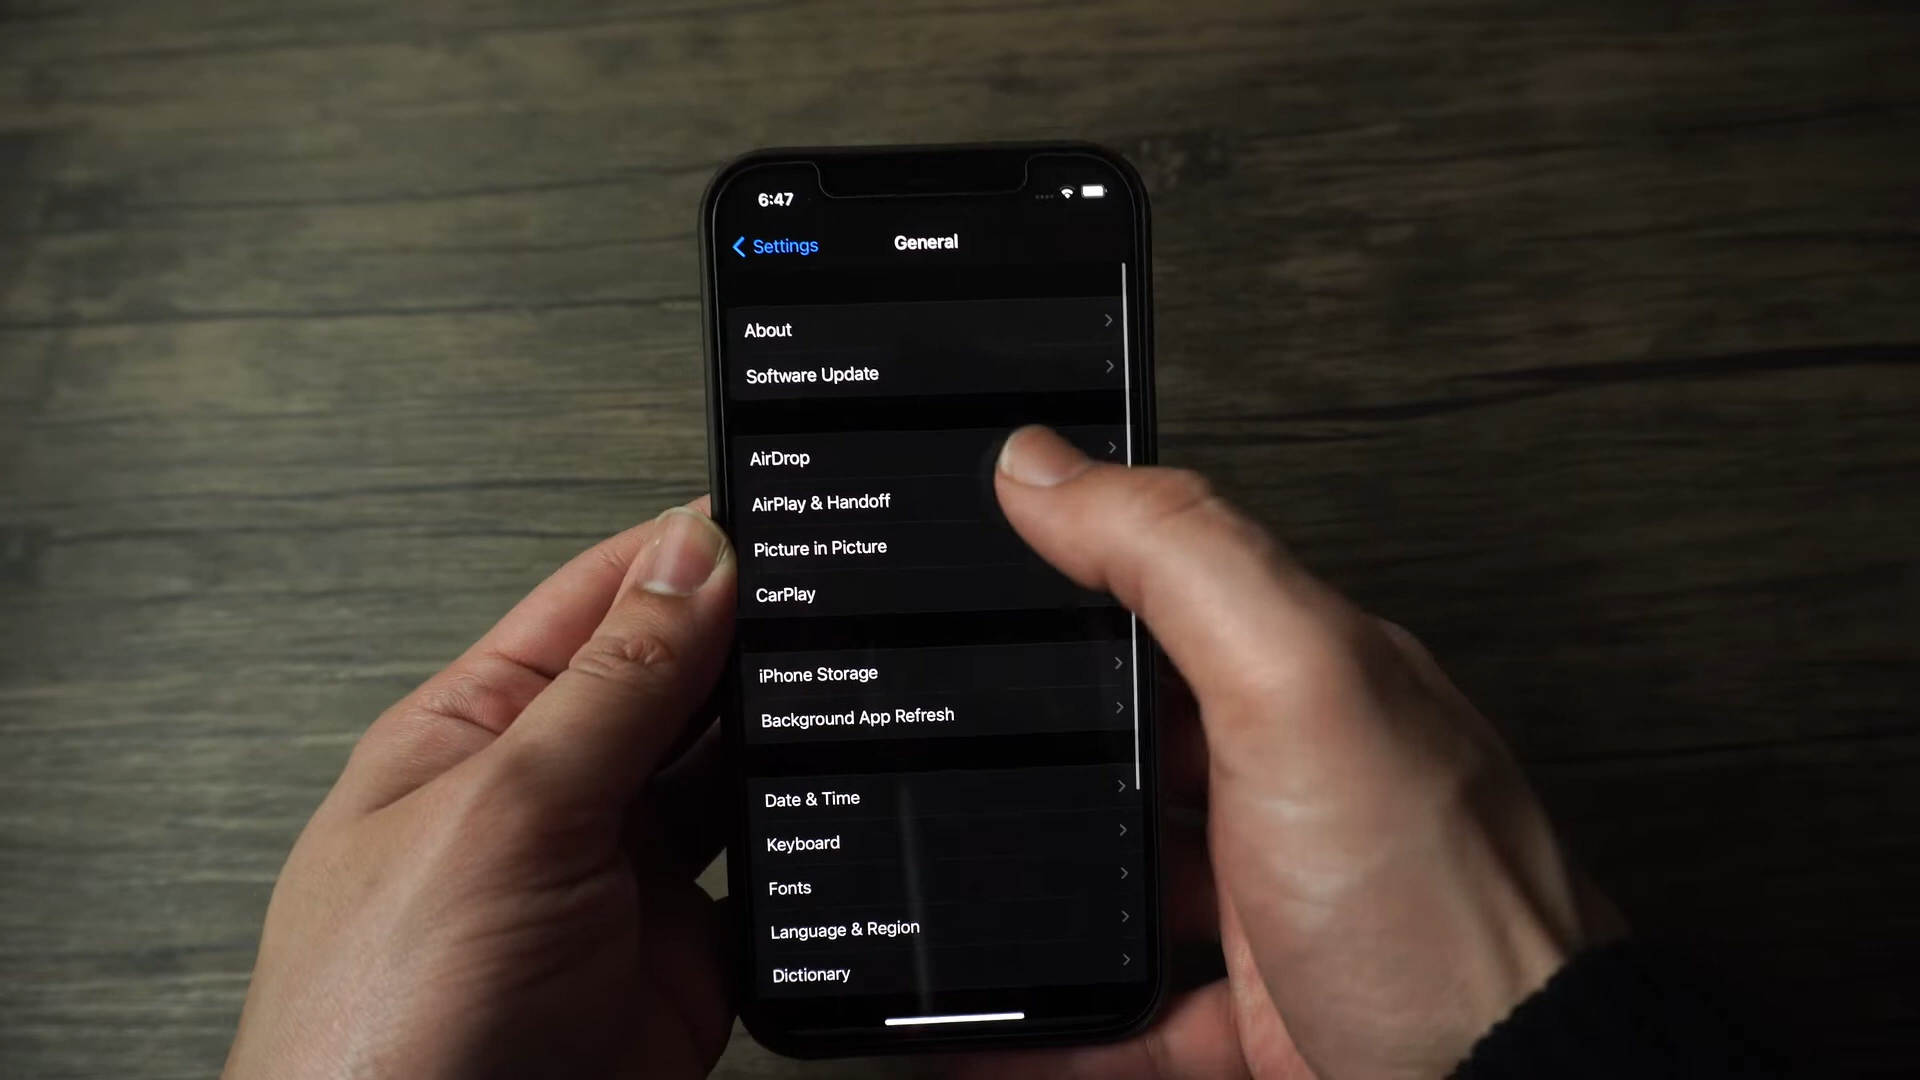 6:47
Settings
General
About
Software Update
AirDrop
AirPlay & Handoff
Picture in Picture
CarPlay
iPhone Storage
Background App Refresh
Date & Time
Keyboard
Fonts
Language & Region
Dictionary